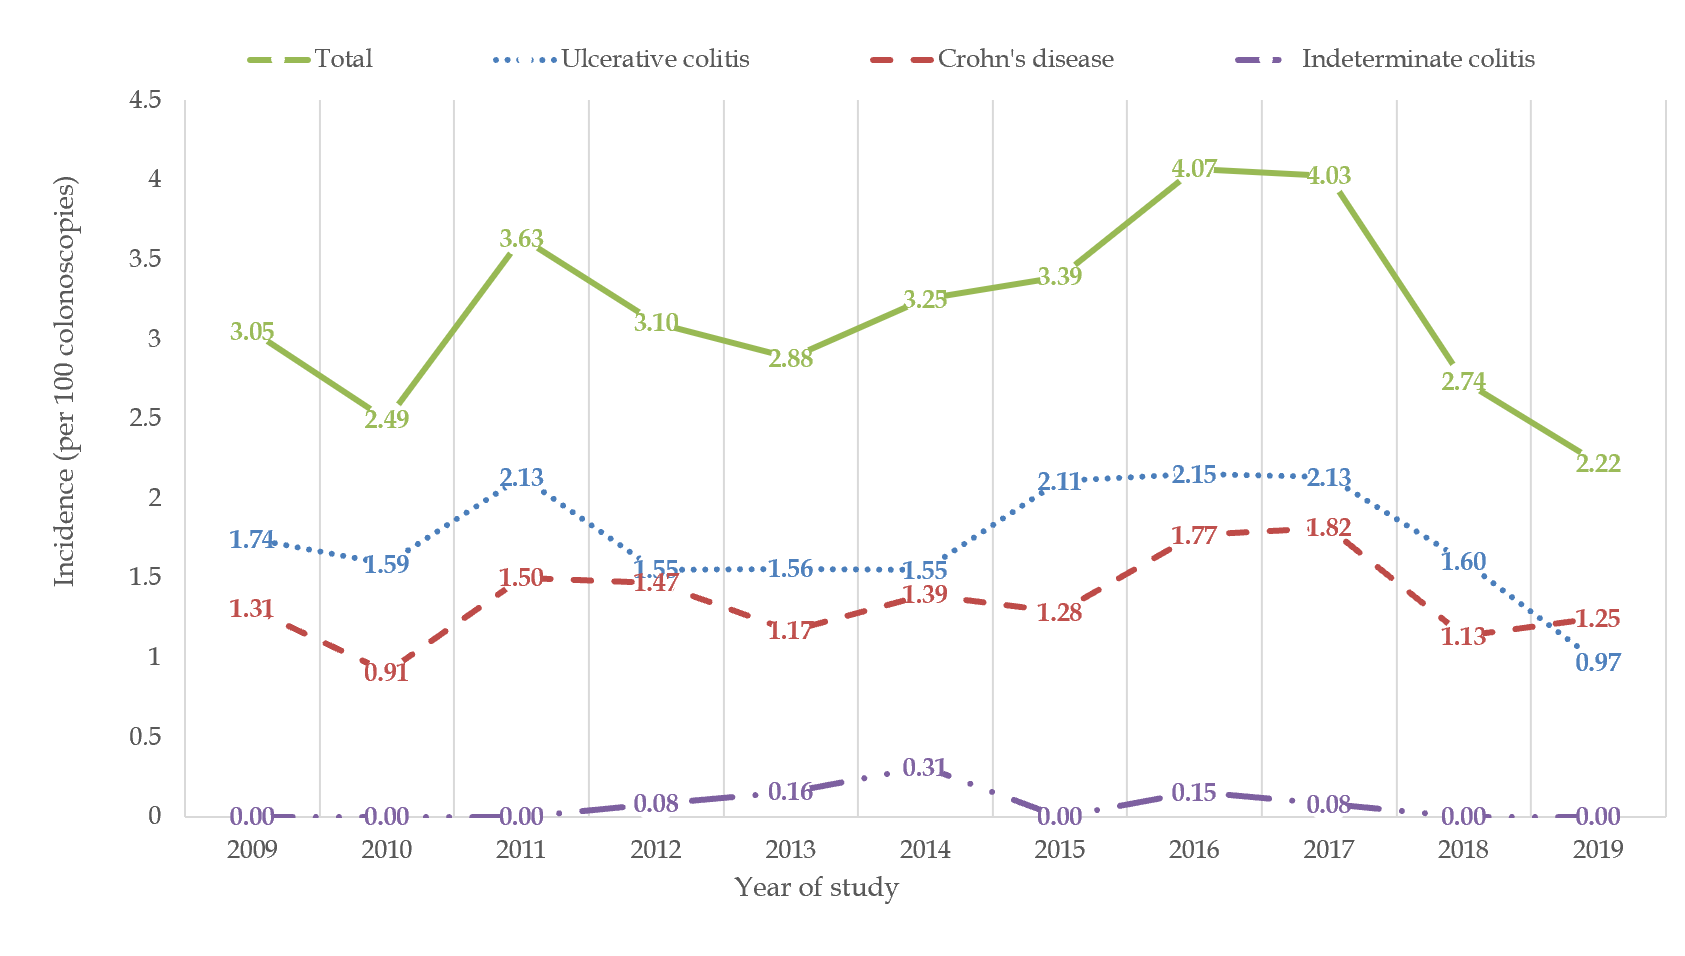 Total Ulcerative colitis Crohn's disease Indeterminate colitis
Incidence (per 100 colonoscopies)
4.5
4
3.5
3
2.5
2
1.5
1
0.5
0
3.05 2.49 3.63 3.10 2.88 3.25 3.39 4.07 4.03 2.74 2.22
1.74 1.59 2.13 1.55 1.56 1.55 2.11 2.15 2.13 1.60 0.97
1.31 0.91 1.50 1.47 1.17 1.39 1.28 1.77 1.82 1.13 1.25
0.00 0.00 0.00 0.08 0.16 0.31 0.00 0.15 0.08 0.00 0.00
2009 2010 2011 2012 2013 2014 2015 2016 2017 2018 2019
Year of study